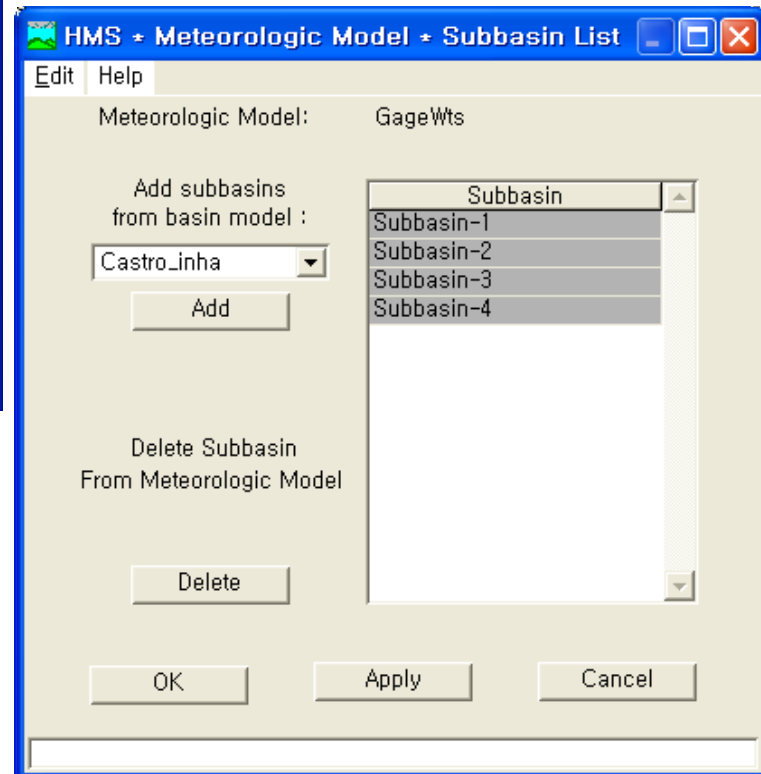 HMS * Meteorologic Model * Subbasin List
Edit Help
Meteorologic Model: GageWts
Add subbasins
from basin model :
Castro_inha
Add
Subbasin
Subbasin-1
Subbasin-2
Subbasin-3
Subbasin-4
Delete Subbasin
From Meteorologic Model
Delete
OK Apply Cancel